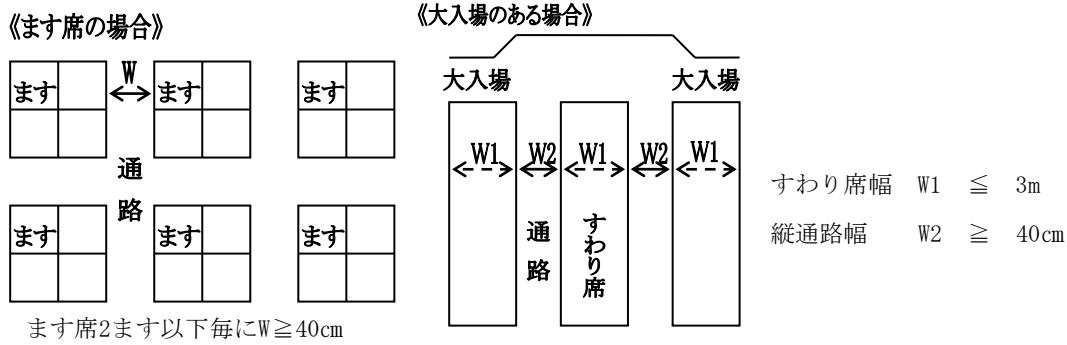 《ます席の場合》
ます
W
ます
ます
通
路
ます
ます
ます
ます席2ます以下毎にW≧40cm
《大入場のある場合》
大入場
大入場
W1
W2
W1
W2
W1
通路
すわり席
すわり席幅 W1 ≦ 3m
縦通路幅 W2 ≧ 40cm